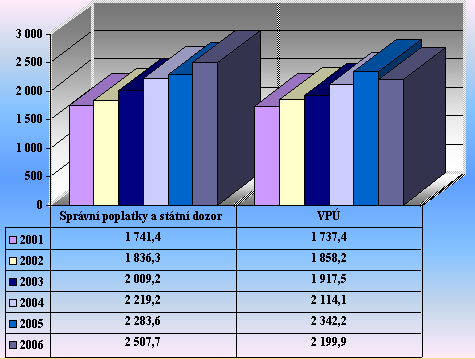 3 000
2 500
2 000
1 500
1 000
500
0
Správní poplatky a státní dozor VPÚ
2001 1 741,4 1 737,4
2002 1 836,3 1 858,2
2003 2 009,2 1 917,5
2004 2 219,2 2 114,1
2005 2 283,6 2 342,2
2006 2 507,7 2 199,9